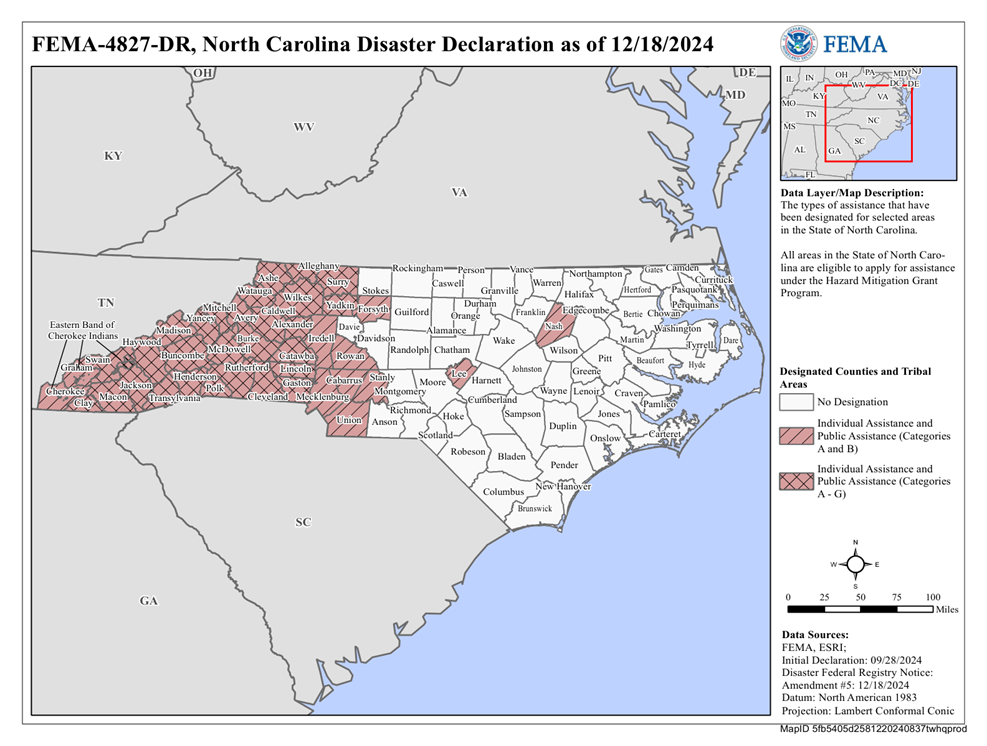 FEMA-4827-DR, North Carolina Disaster Declaration as of 12/18/2024
FEMA
OH
WV
KY
VA
DE
MD
TN
SC
GA
Eastern Band of
Cherokee Indians
Alleghany
Ashe
Surry
Stokes
Rockingham
Caswell
Person
Granville
Vance
Warren
Northampton
Halifax
Hertford
Gates
Camden
Currituck
Pasquotank
Perquimans
Chowan
Bertie
Watauga
Wilkes
Yadkin
Forsyth
Guilford
Alamance
Orange
Durham
Franklin
Nash
Edgecombe
Martin
Washington
Tyrrell
Dare
Mitchell
Avery
Caldwell
Alexander
Iredell
Davie
Davidson
Randolph
Chatham
Wake
Johnston
Wilson
Pitt
Beaufort
Hyde
Yancey
Madison
Burke
McDowell
Catawba
Rowan
Buncombe
Haywood
Swain
Graham
Cherokee
Clay
Macon
Jackson
Transylvania
Henderson
Polk
Rutherford
Cleveland
Lincoln
Gaston
Mecklenburg
Cabarrus
Stanly
Montgomery
Moore
Lee
Harnett
Wayne
Greene
Lenoir
Craven
Pamlico
Jones
Union
Anson
Richmond
Scotland
Hoke
Cumberland
Sampson
Duplin
Onslow
Carteret
Robeson
Bladen
Pender
Columbus
New Hanover
Brunswick
IL
IN
OH
PA
MD
NJ
WV
DC
DE
KY
VA
MO
TN
NC
MS
SC
AL
GA
FL
Data Layer/Map Description:
The types of assistance that have
been designated for selected areas
in the State of North Carolina.
All areas in the State of North Caro-
lina are eligible to apply for assistance
under the Hazard Mitigation Grant
Program.
Designated Counties and Tribal
Areas
No Designation
Individual Assistance and
Public Assistance (Categories
A and B)
Individual Assistance and
Public Assistance (Categories
A - G)
N
W
E
S
0 25 50 75 100
Miles
Data Sources:
FEMA, ESRI;
Initial Declaration: 09/28/2024
Disaster Federal Registry Notice:
Amendment #5: 12/18/2024
Datum: North American 1983
Projection: Lambert Conformal Conic
MapID 5fb5405d2581220240837twhqprod